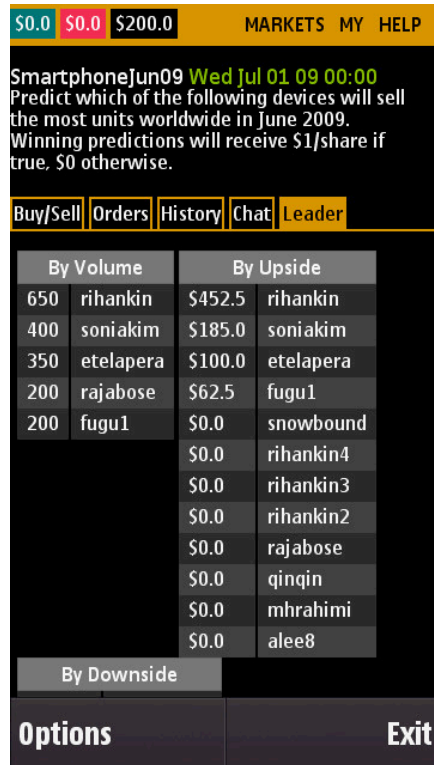 $0.0 $0.0 $200.0 MARKETS MY HELP
SmartphoneJun09 Wed Jul 01 09 00:00
Predict which of the following devices will sell
the most units worldwide in June 2009.
Winning predictions will receive $1/share if
true, $0 otherwise.
Buy/Sell Orders History Chat Leader
By Volume By Upside
650 rihankin $452.5 rihankin
400 soniakim $185.0 soniakim
350 etelapera $100.0 etelapera
200 rajabose $62.5 fugu1
200 fugu1 $0.0 snowbound
$0.0 rihankin4
$0.0 rihankin3
$0.0 rihankin2
$0.0 rajabose
$0.0 qinqin
$0.0 mhrahimi
$0.0 alee8
By Downside
Options Exit